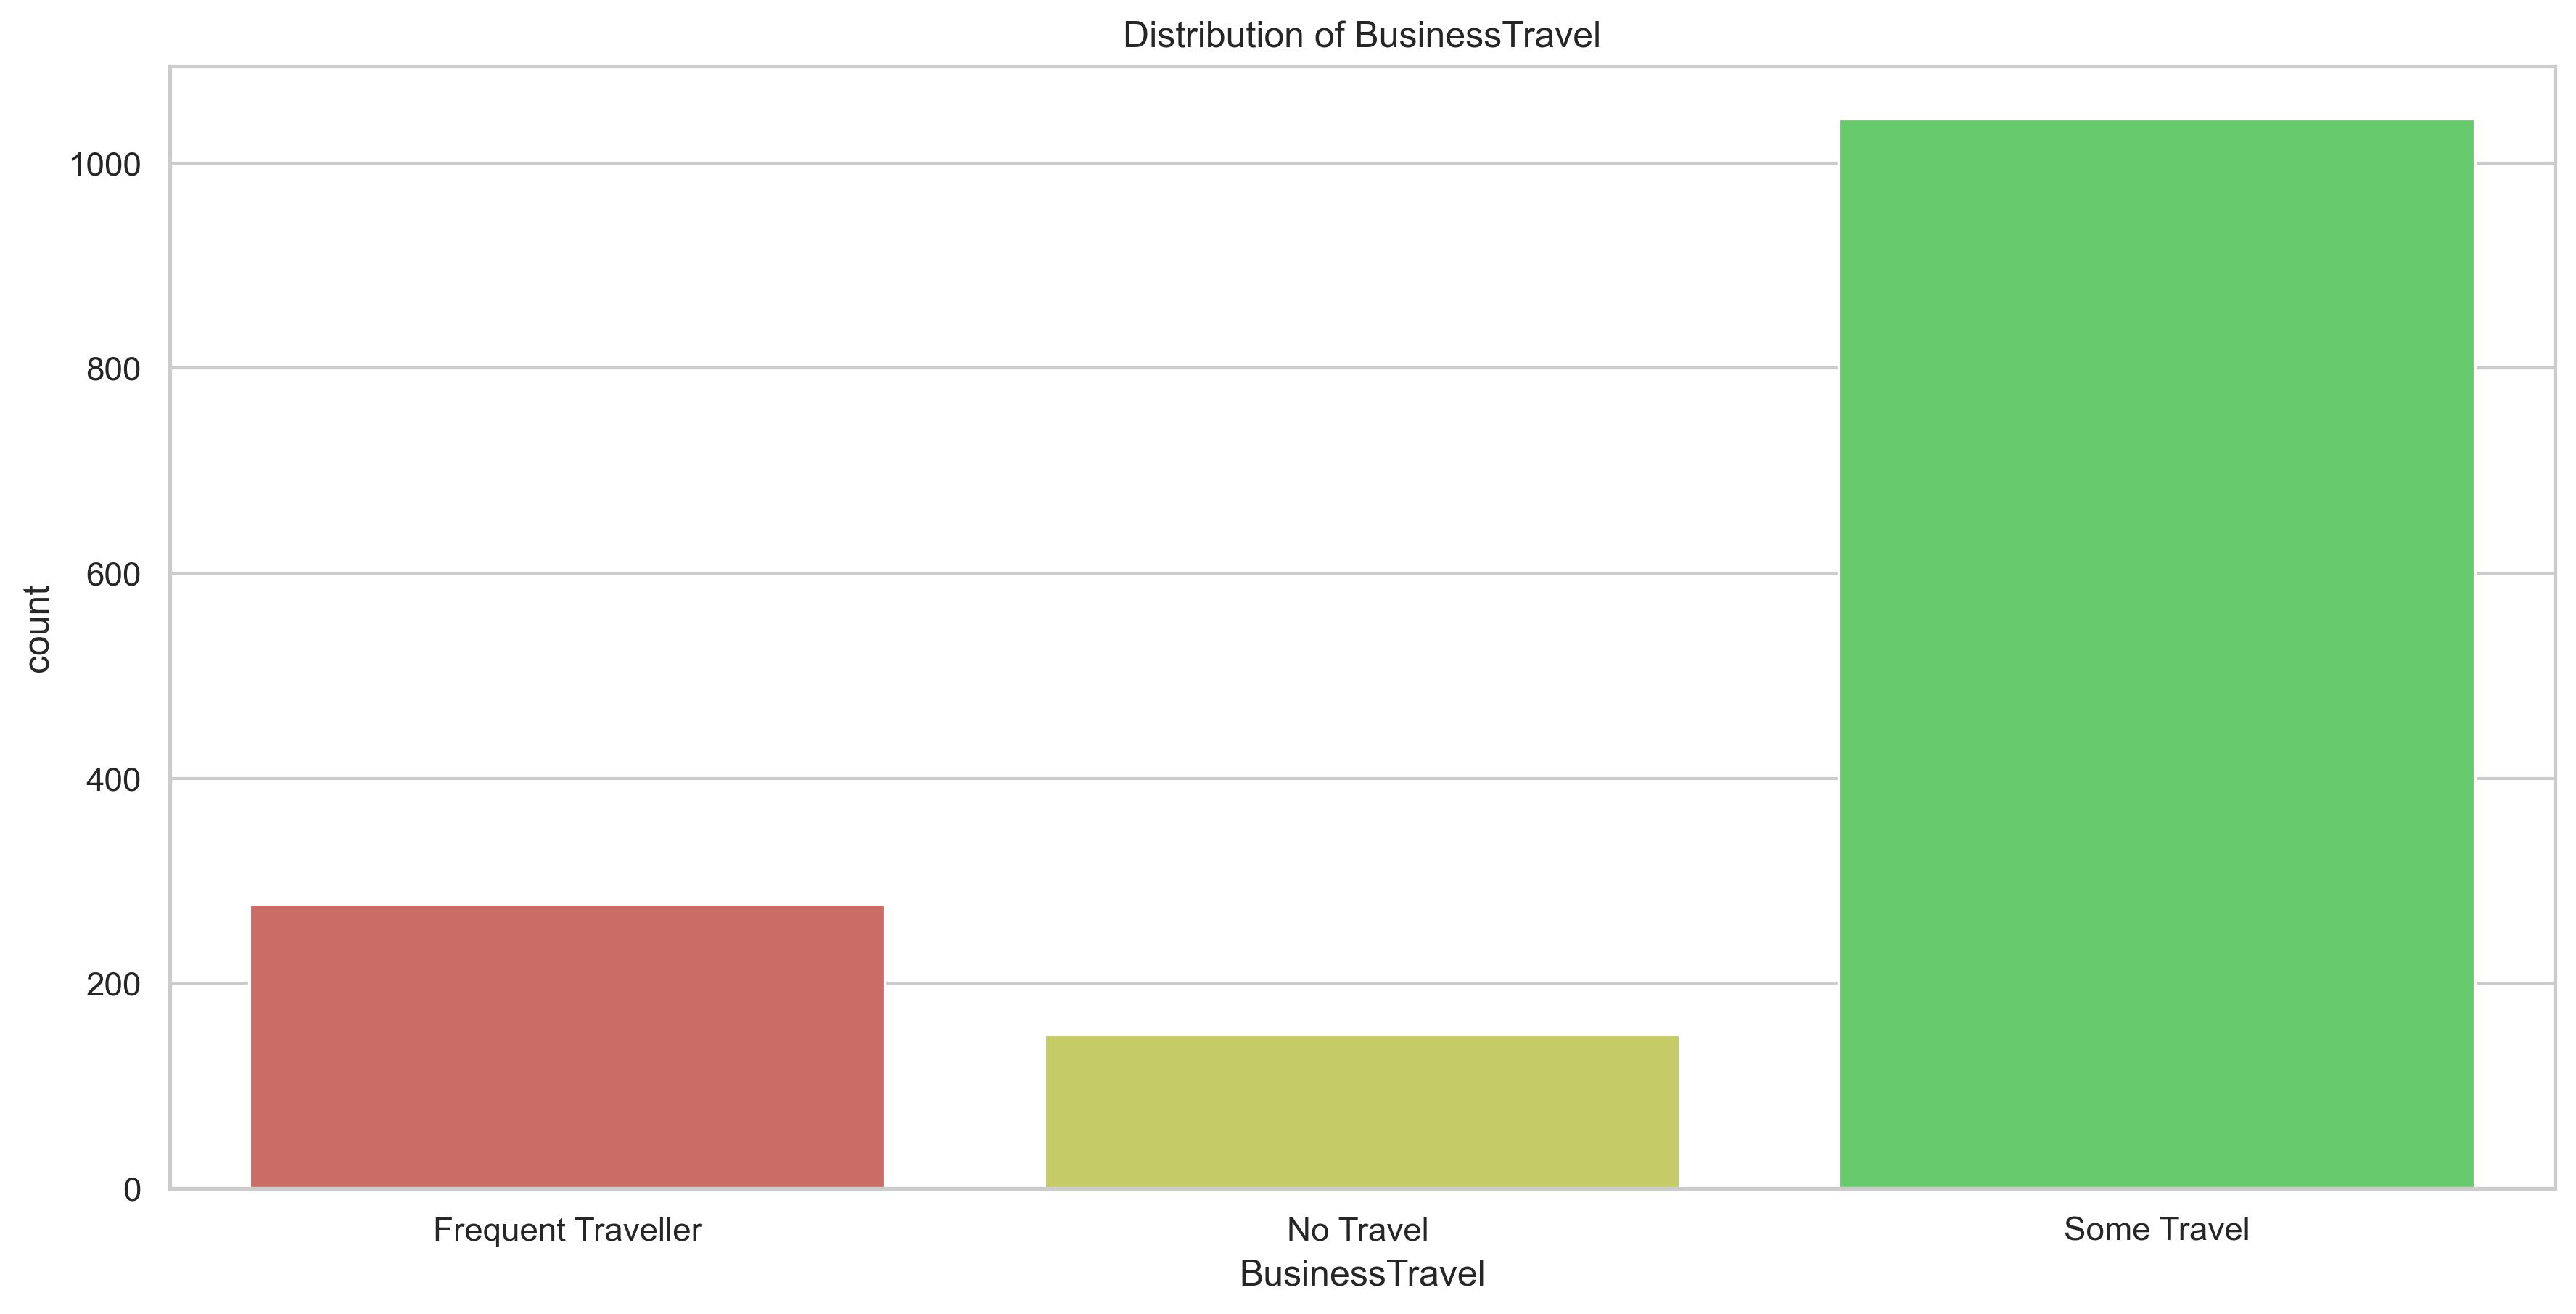 Distribution of BusinessTravel
1000
800
600
400
200
0
count
Frequent Traveller
No Travel
Some Travel
BusinessTravel